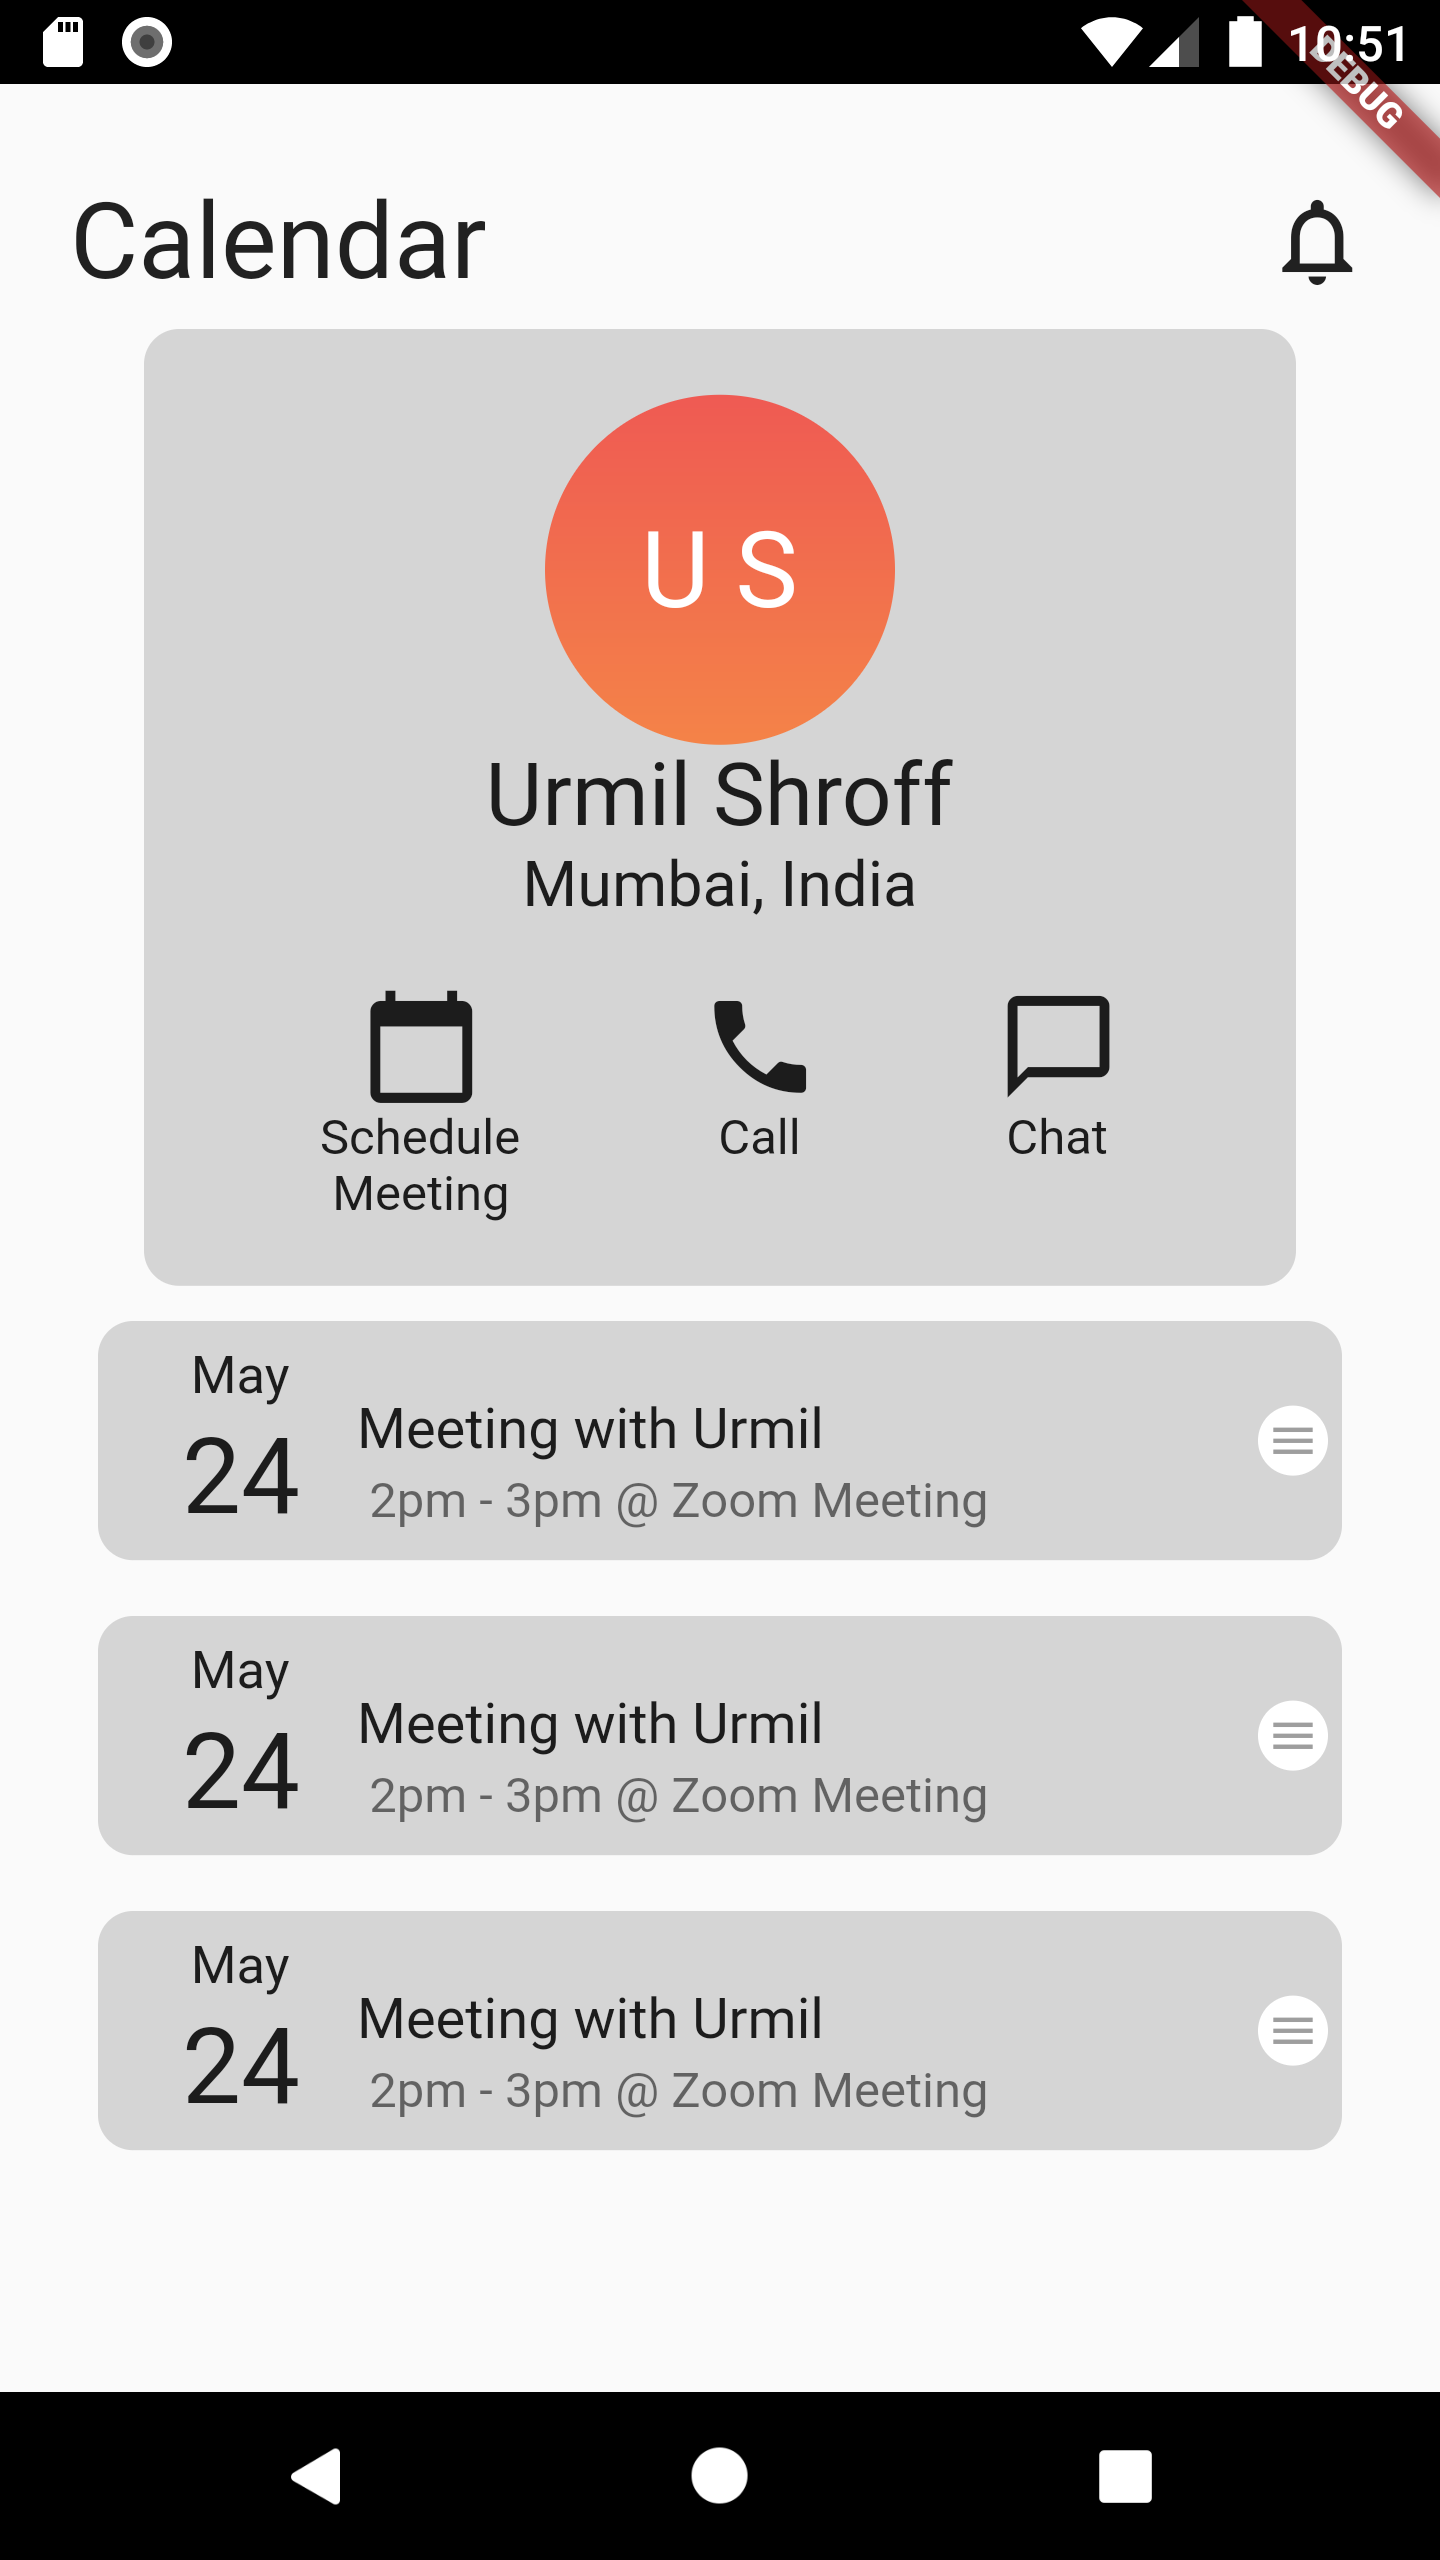 10:51
DEBUG
Calendar
U S
Urmil Shroff
Mumbai, India
Schedule
Meeting
Call
Chat
May
24
Meeting with Urmil
2pm - 3pm @ Zoom Meeting
May
24
Meeting with Urmil
2pm - 3pm @ Zoom Meeting
May
24
Meeting with Urmil
2pm - 3pm @ Zoom Meeting